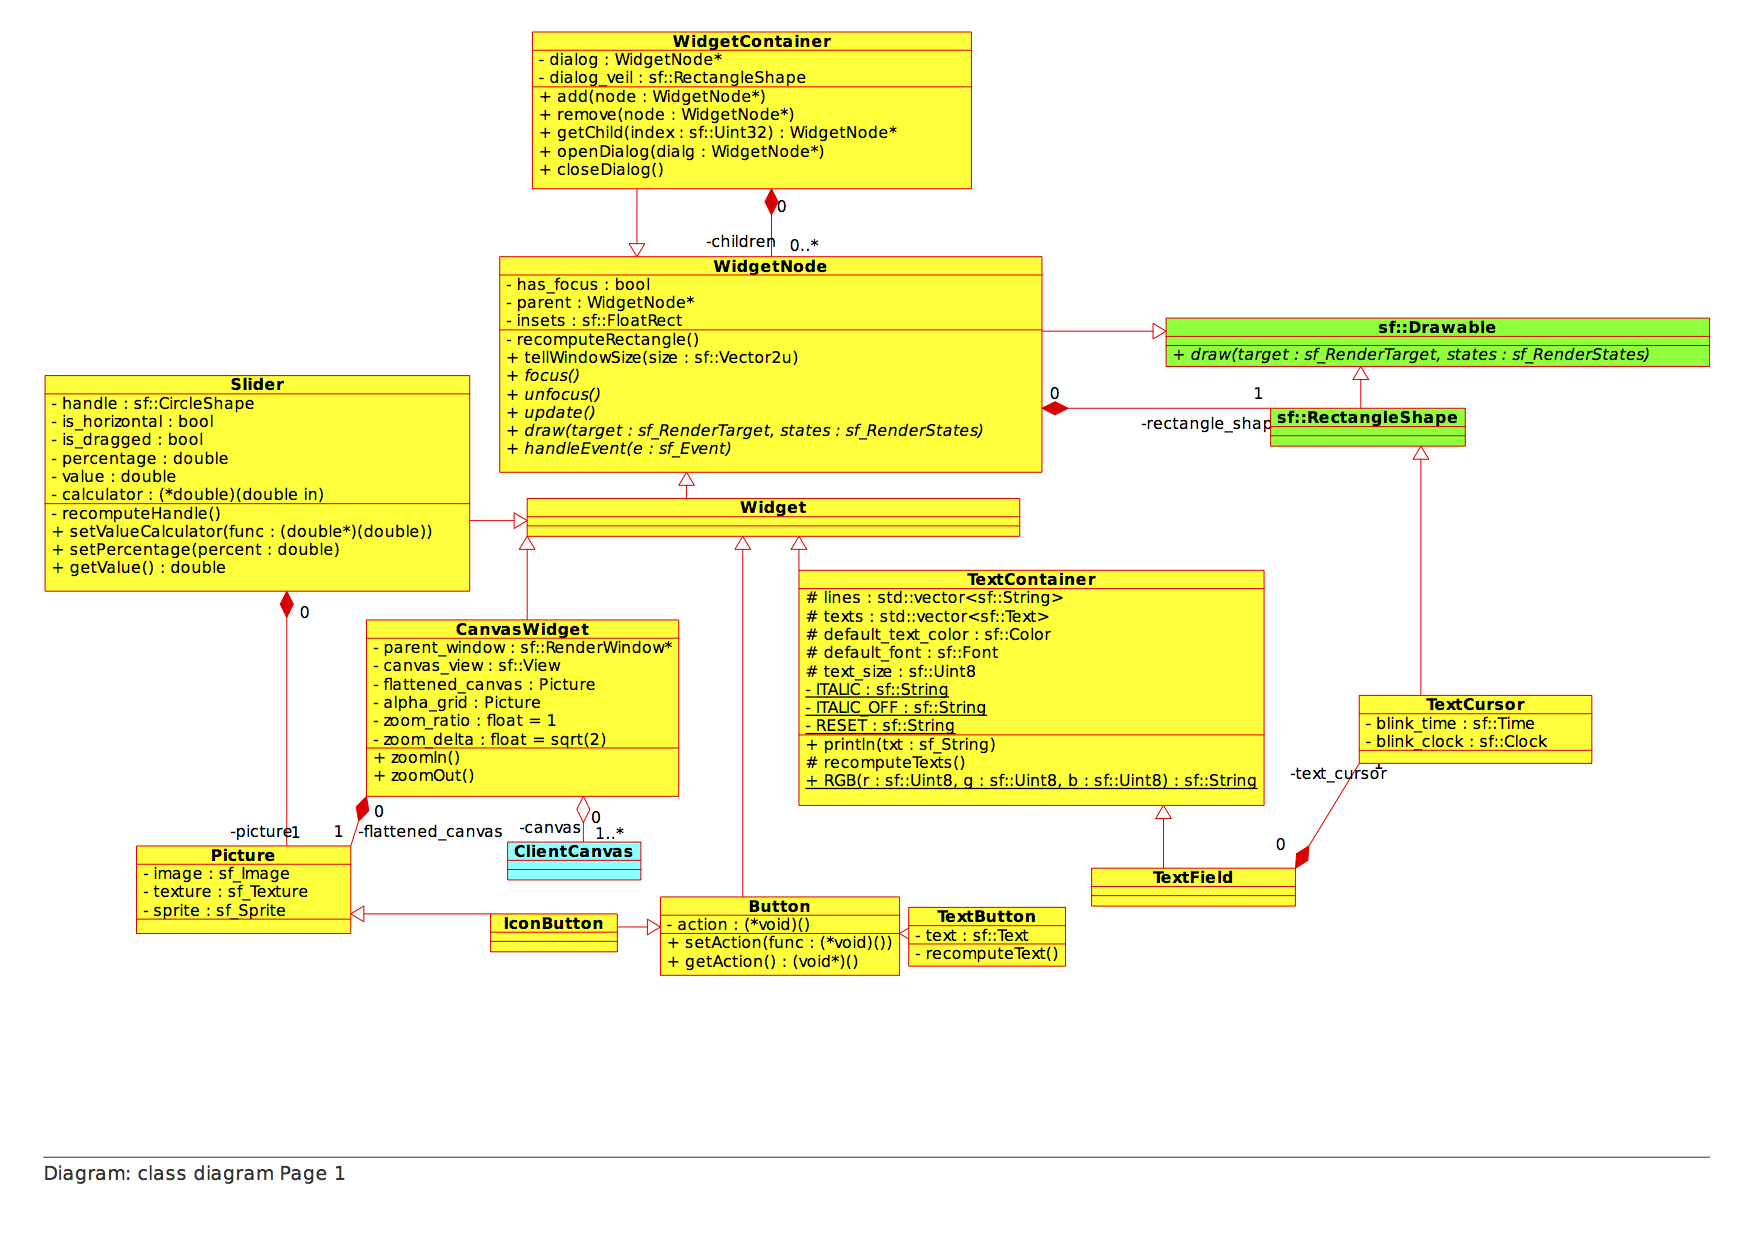 WidgetContainer
- dialog : WidgetNode*
- dialog_veil : sf::RectangleShape
+ add(node : WidgetNode*)
+ remove(node : WidgetNode*)
+ getChild(index : sf::Uint32) : WidgetNode*
+ openDialog(dialg : WidgetNode*)
+ closeDialog()
0
-children
0..*
WidgetNode
- has_focus : bool
- parent : WidgetNode*
- insets : sf::FloatRect
- recomputeRectangle()
+ tellWindowSize(size : sf::Vector2u)
+ focus()
+ unfocus()
+ update()
+ draw(target : sf_RenderTarget, states : sf_RenderStates)
+ handleEvent(e : sf_Event)
sf::Drawable
+ draw(target : sf_RenderTarget, states : sf_RenderStates)
0
1
-rectangle_shap
sf::RectangleShape
Slider
- handle : sf::CircleShape
- is_horizontal : bool
- is_dragged : bool
- percentage : double
- value : double
- calculator : (*double)(double in)
- recomputeHandle()
+ setValueCalculator(func : (double*)(double))
+ setPercentage(percent : double)
+ getValue() : double
0
Widget
CanvasWidget
- parent_window : sf::RenderWindow*
- canvas_view : sf::View
- flattened_canvas : Picture
- alpha_grid : Picture
- zoom_ratio : float = 1
- zoom_delta : float = sqrt(2)
+ zoomIn()
+ zoomOut()
TextContainer
# lines : std::vector<sf::String>
# texts : std::vector<sf::Text>
# default_text_color : sf::Color
# default_font : sf::Font
# text_size : sf::Uint8
- ITALIC : sf::String
- ITALIC_OFF : sf::String
- RESET : sf::String
+ println(txt : sf_String)
# recomputeTexts()
+ RGB(r : sf::Uint8, g : sf::Uint8, b : sf::Uint8) : sf::String
TextCursor
- blink_time : sf::Time
- blink_clock : sf::Clock
-text_cursor
1
0
-picture
1
1
-flattened_canvas
0
-canvas
0
1..*
ClientCanvas
Picture
- image : sf_Image
- texture : sf_Texture
- sprite : sf_Sprite
IconButton
Button
- action : (*void)()
+ setAction(func : (*void)())
+ getAction() : (void*)()
TextButton
- text : sf::Text
- recomputeText()
TextField
Diagram: class diagram Page 1